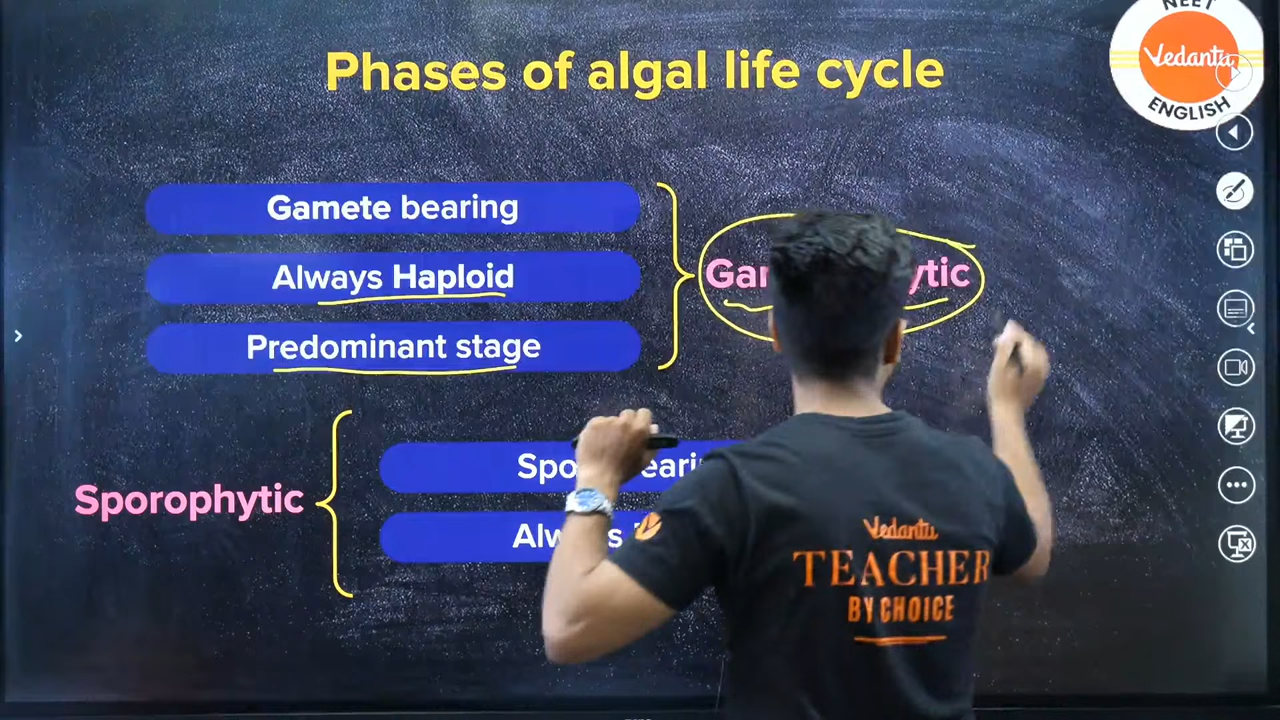 Phases of algal life cycle
NEET
Vedantu
ENGLISH
Gamete bearing
Always Haploid
Predominant stage
Sporophytic
Vedantu
TEACHER
BY CHOICE